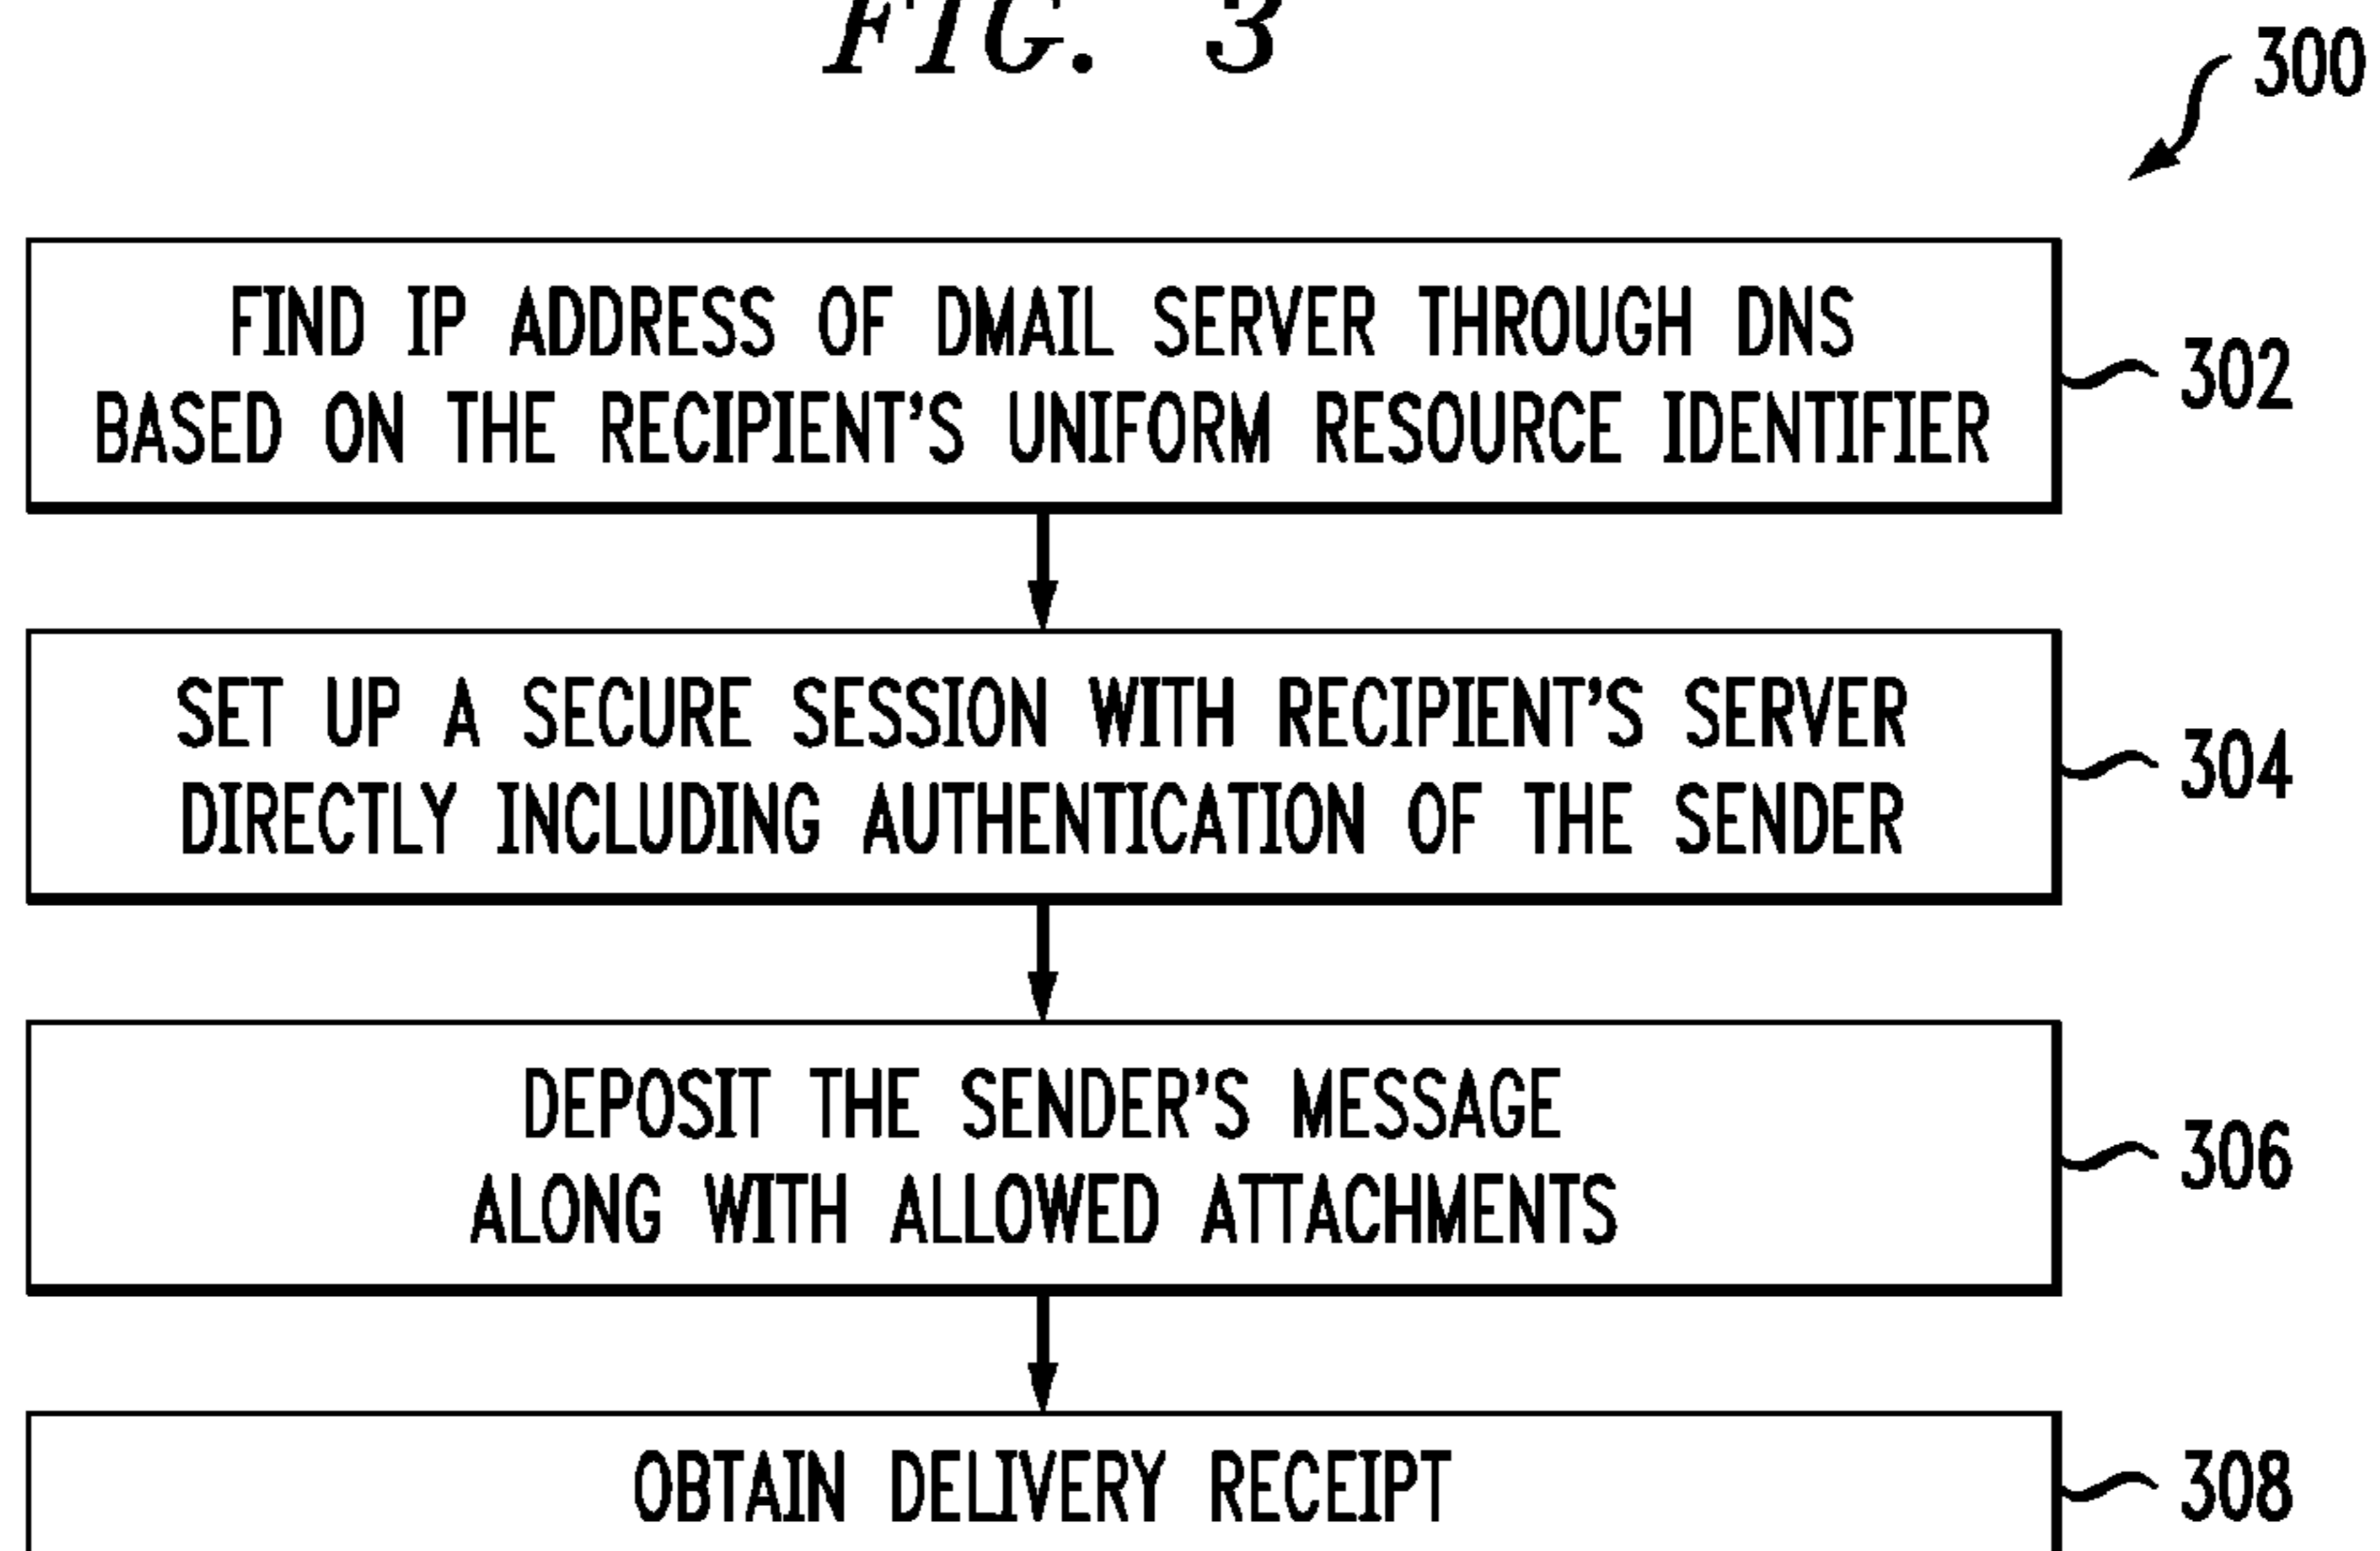 FIG. 3
300
FIND IP ADDRESS OF DMAIL SERVER THROUGH DNS
BASED ON THE RECIPIENT'S UNIFORM RESOURCE IDENTIFIER
302
SET UP A SECURE SESSION WITH RECIPIENT'S SERVER
DIRECTLY INCLUDING AUTHENTICATION OF THE SENDER
304
DEPOSIT THE SENDER'S MESSAGE
ALONG WITH ALLOWED ATTACHMENTS
306
OBTAIN DELIVERY RECEIPT
308